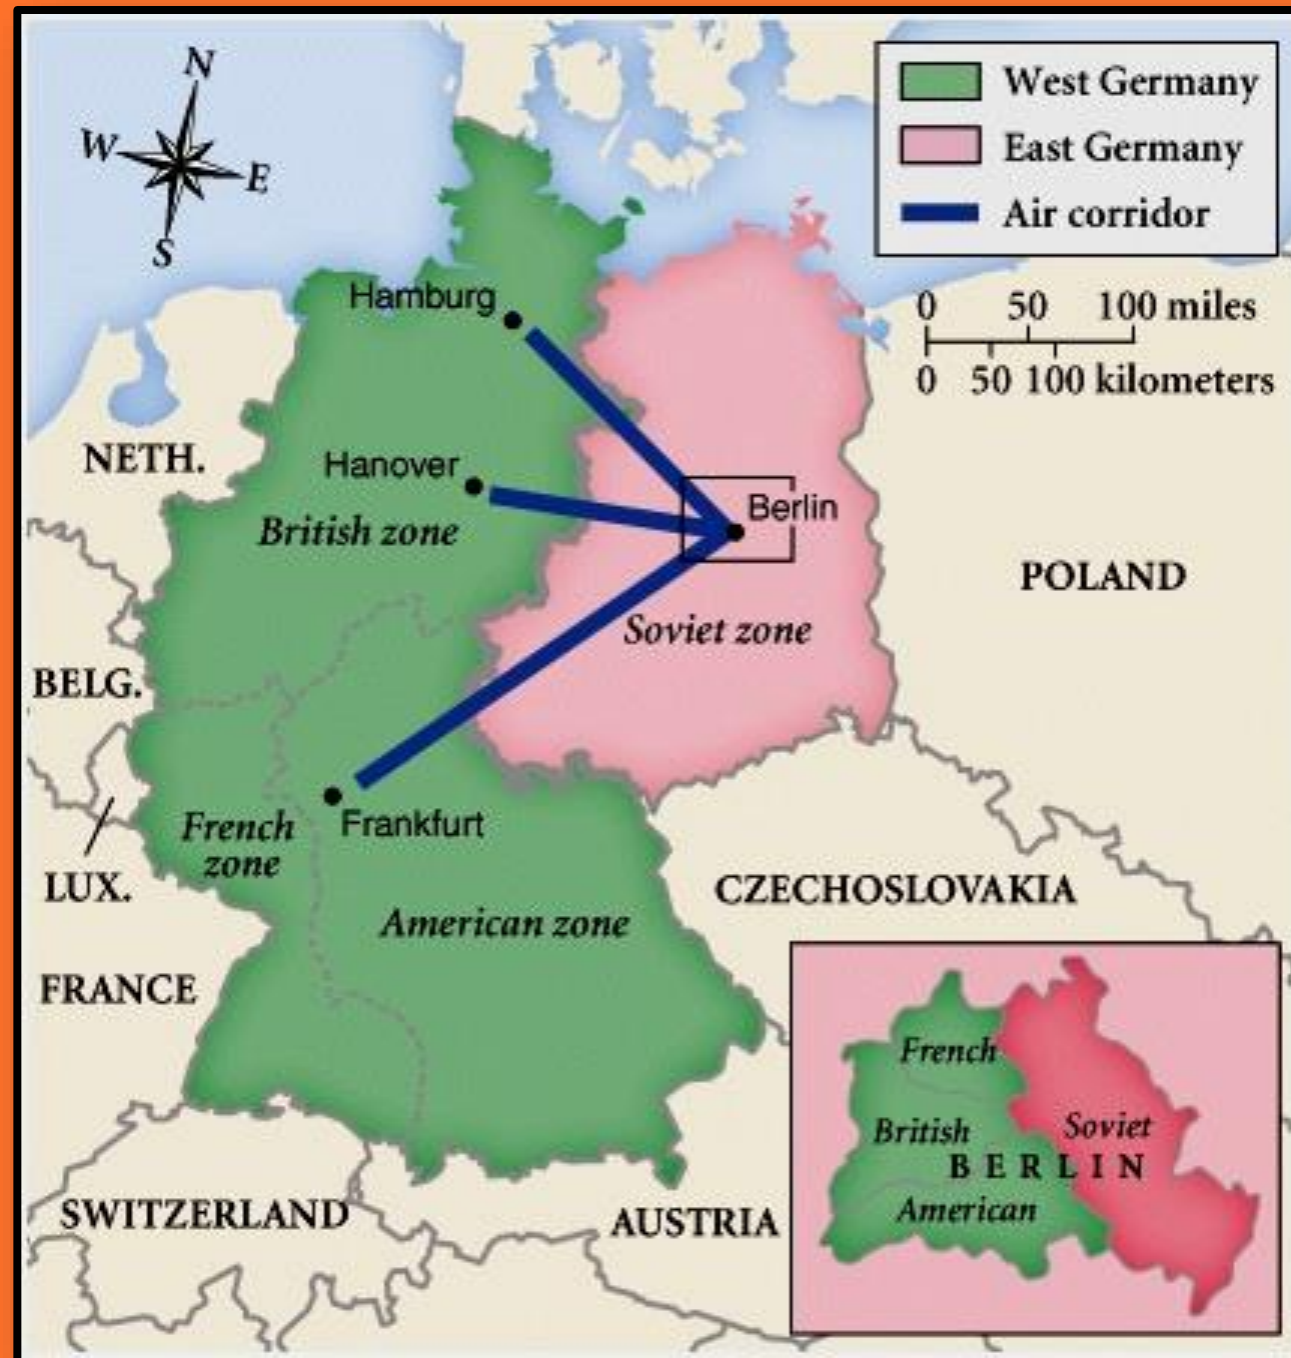 N
W
E
S
West Germany
East Germany
Air corridor
0 50 100 miles
0 50 100 kilometers
Hamburg
NETH.
Hanover
British zone
Berlin
POLAND
Soviet zone
BELG.
French
zone
Frankfurt
LUX.
CZECHOSLOVAKIA
American zone
FRANCE
SWITZERLAND
AUSTRIA
French
British
Soviet
BERLIN
American